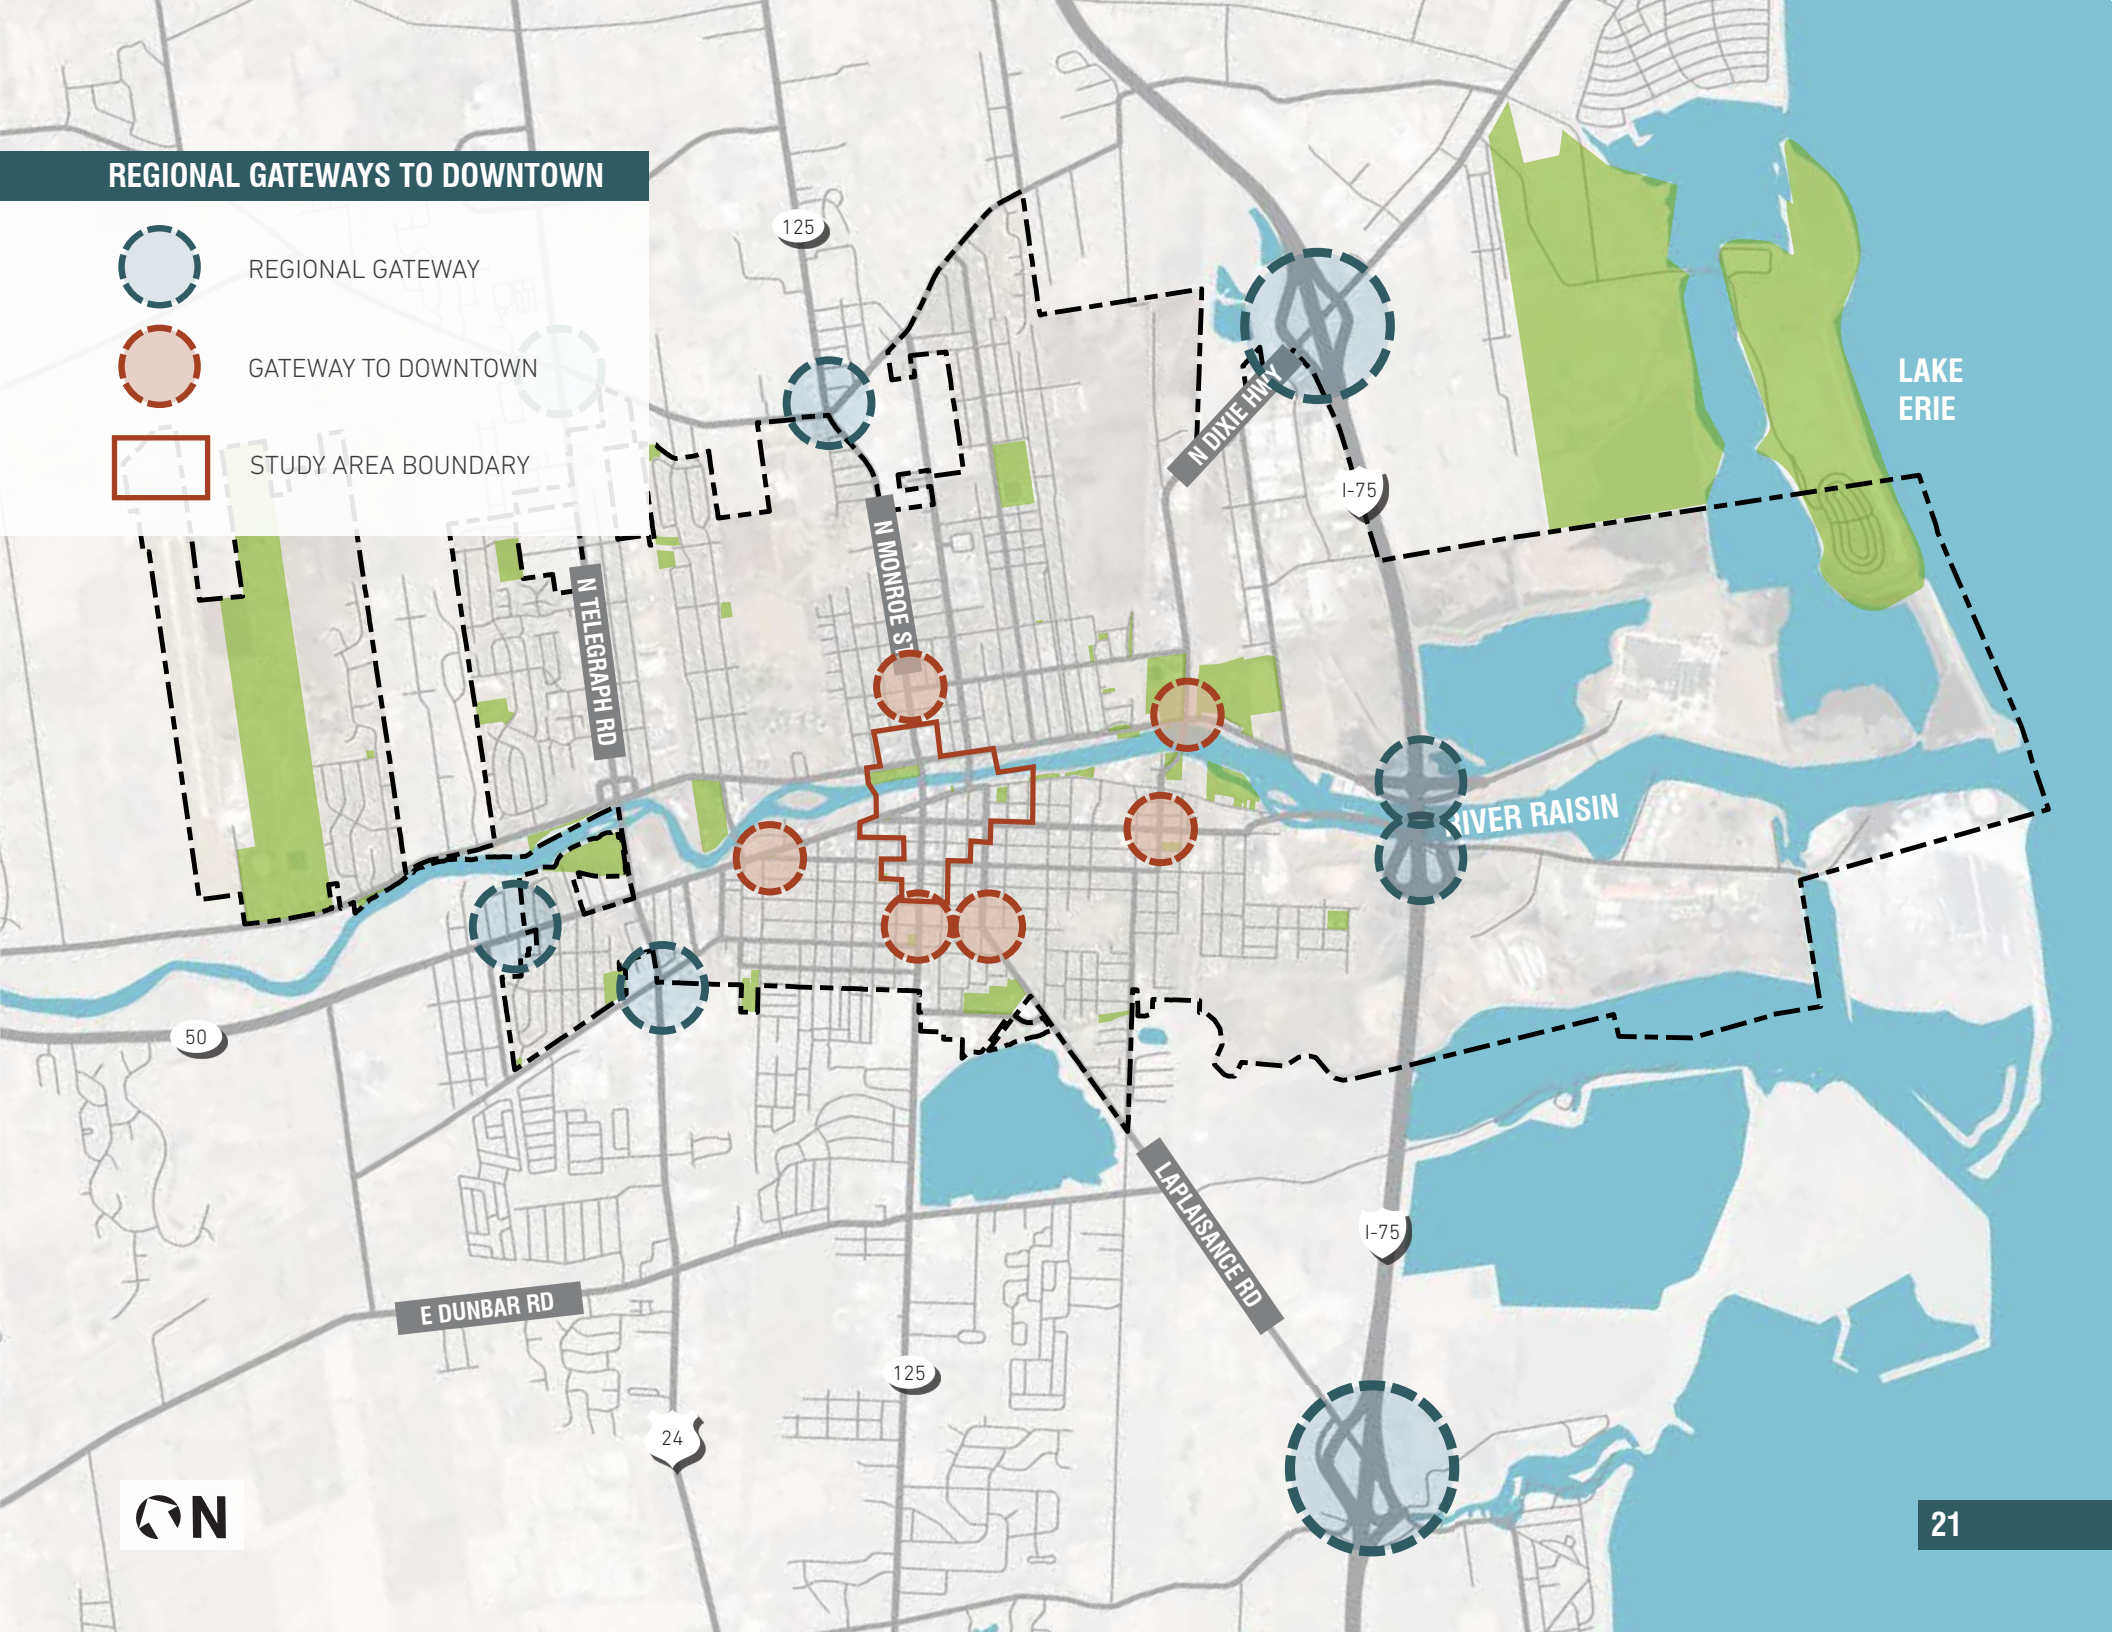 REGIONAL GATEWAYS TO DOWNTOWN
REGIONAL GATEWAY
GATEWAY TO DOWNTOWN
STUDY AREA BOUNDARY
125
N DIXIE HWY
LAKE
ERIE
I-75
N MONROE S
N TELEGRAPH RD
RIVER RAISIN
50
LAPLAISANCE RD
I-75
E DUNBAR RD
125
24
N
21